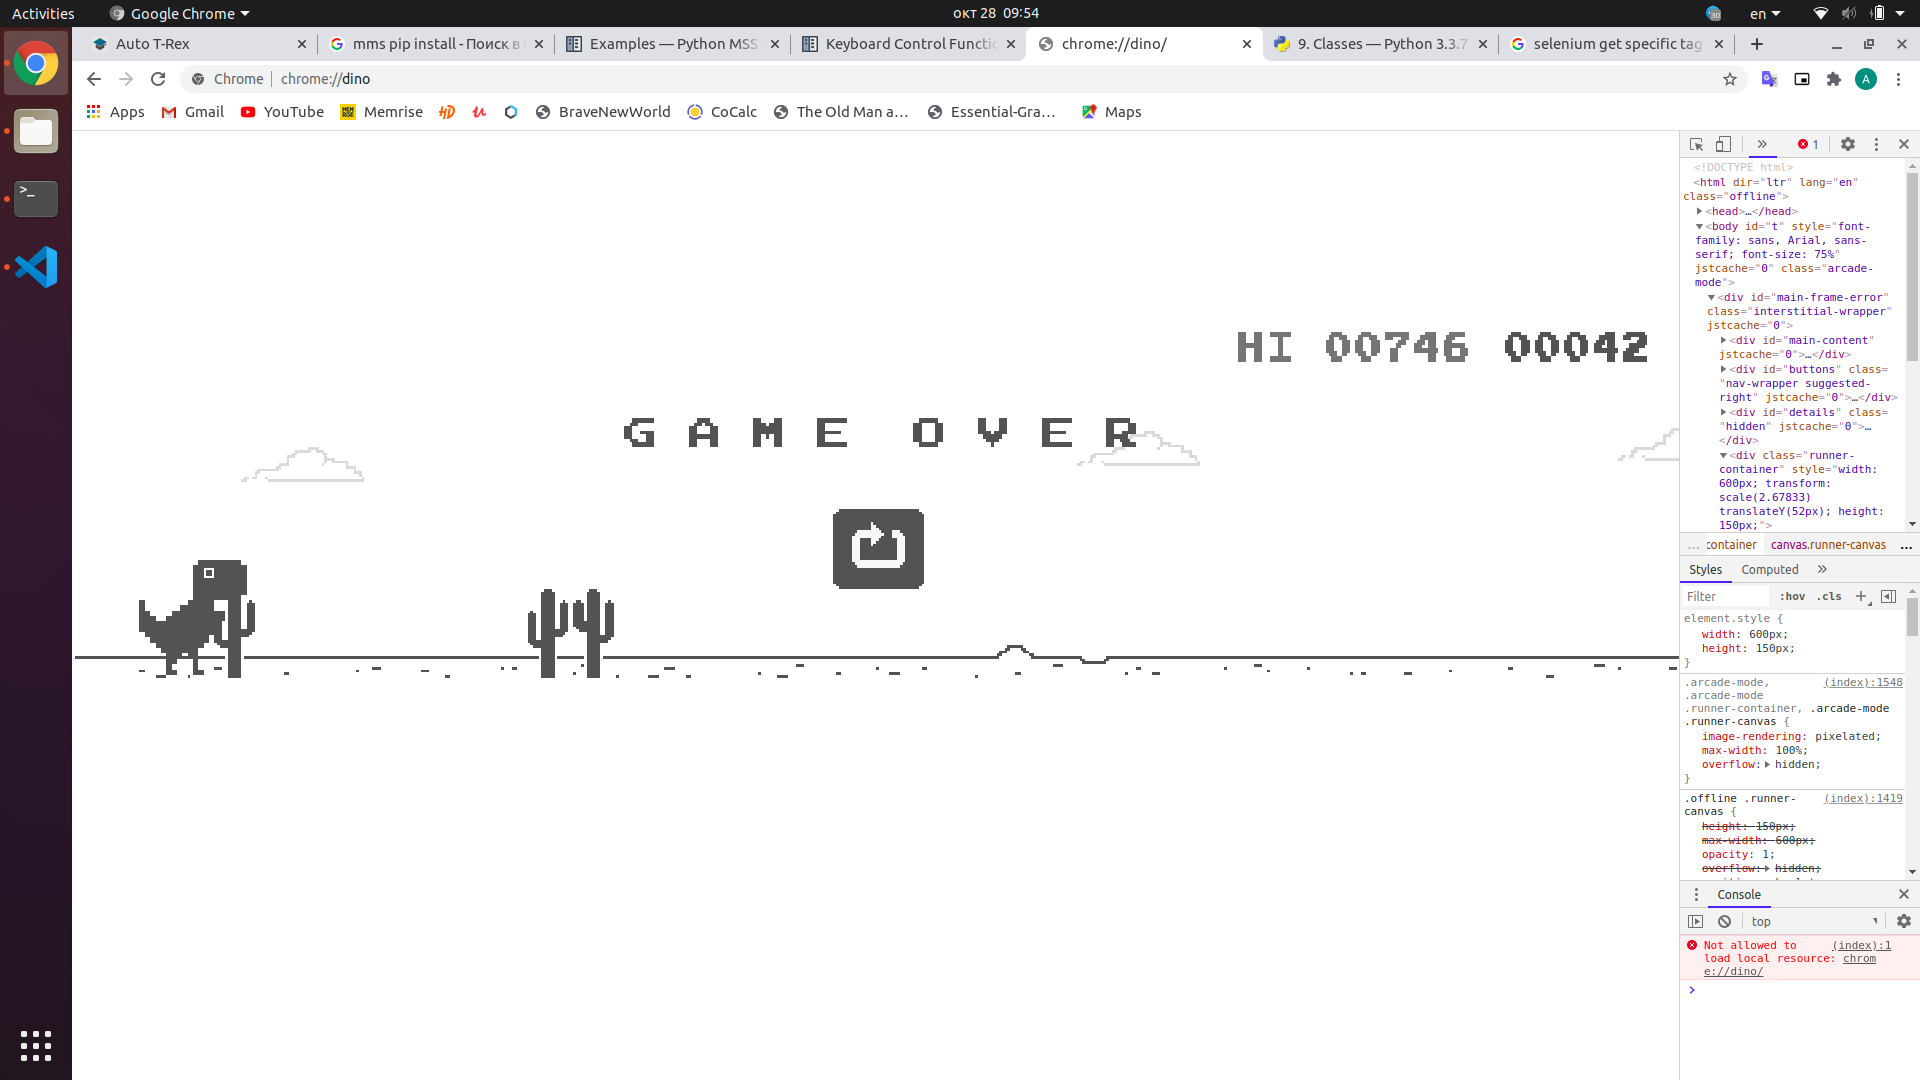 Activities
Google Chrome
окт 28 09:54
30
en
Auto T-Rex
mms pip install - Поиск в
Examples — Python MSS
Keyboard Control Functi
chrome://dino/
9. Classes — Python 3.3.7
selenium get specific tag
Chrome
chrome://dino
A
Apps
Gmail
YouTube
Memrise
HD
BraveNewWorld
CoCalc
The Old Man a…
Essential-Gra…
Maps
1
HI 00746 00042
GAME OVER
<!DOCTYPE html>
<html dir="ltr" lang="en"
class="offline">
<head>…</head>
<body id="t" style="font-
family: sans, Arial, sans-
serif; font-size: 75%"
jstcache="0" class="arcade-
mode">
<div id="main-frame-error"
class="interstitial-wrapper"
jstcache="0">
<div id="main-content"
jstcache="0">…</div>
<div id="buttons" class=
"nav-wrapper suggested-
right" jstcache="0">…</div>
<div id="details" class=
"hidden" jstcache="0">…
</div>
<div class="runner-
container" style="width:
600px; transform:
scale(2.67833)
translateY(52px); height:
150px;">
… container canvas.runner-canvas …
Styles
Computed
Filter
:hov .cls
element.style {
width: 600px;
height: 150px;
}
.arcade-mode, (index):1548
.arcade-mode
.runner-container, .arcade-mode
.runner-canvas {
image-rendering: pixelated;
max-width: 100%;
overflow: hidden;
}
.offline .runner- (index):1419
canvas {
height: 150px;
max-width: 600px;
opacity: 1;
overflow: hidden;
Console
top
Not allowed to (index):1
load local resource: chrom
e://dino/